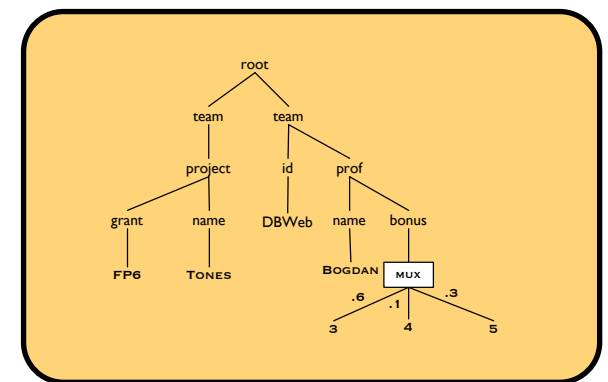 root
team team
project id prof
grant name DBWeb name bonus
FP6 TONES BOGDAN MUX
.6 .1 .3
3 4 5